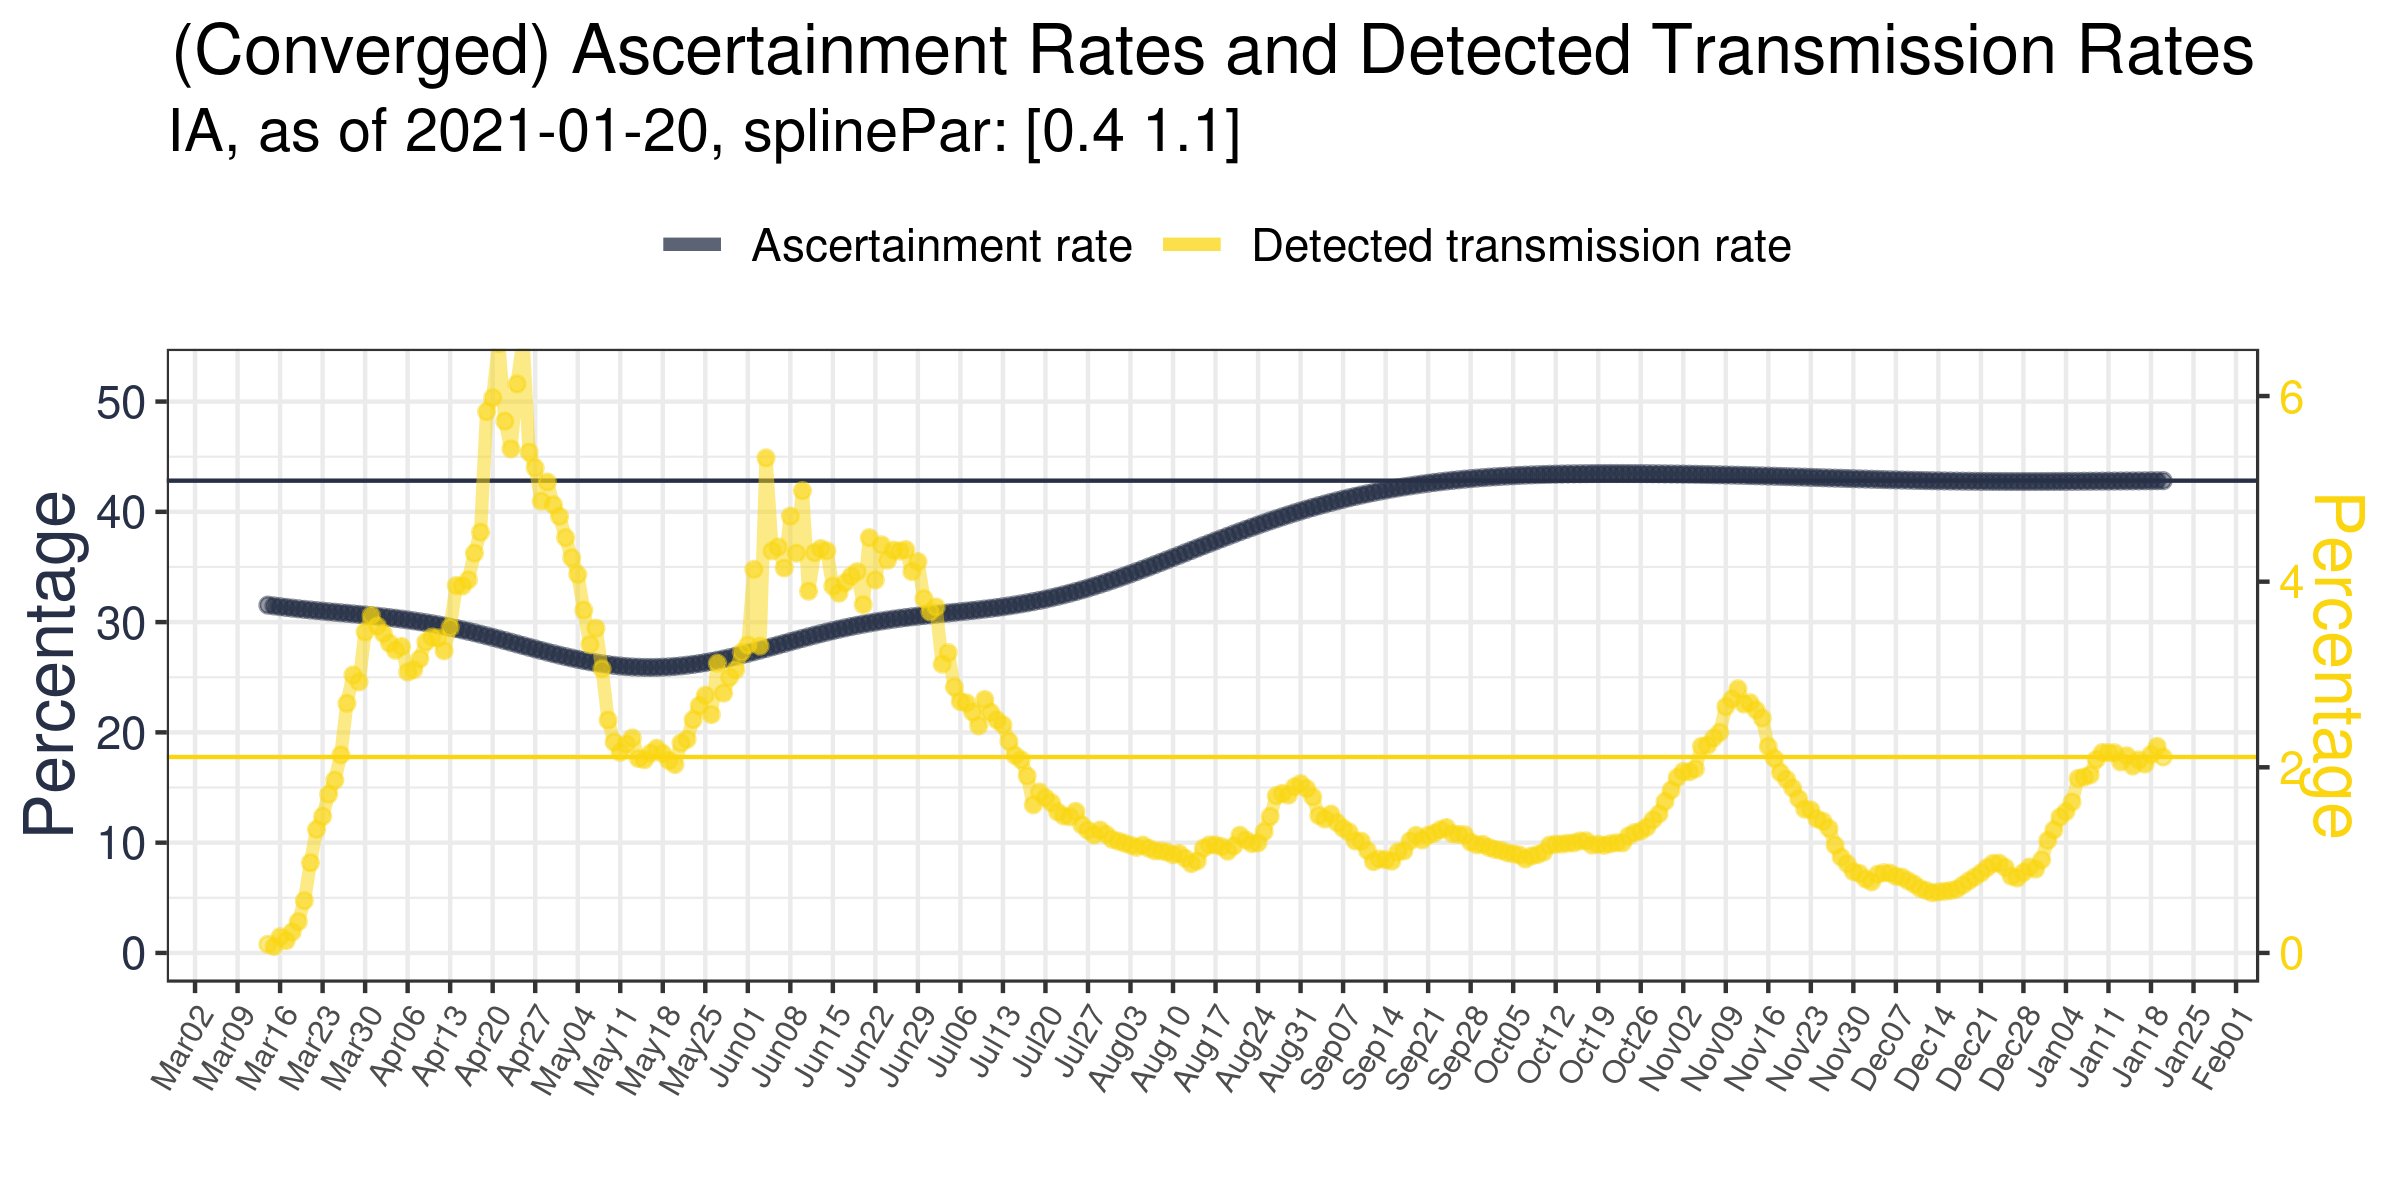 (Converged) Ascertainment Rates and Detected Transmission Rates
IA, as of 2021-01-20, splinePar: [0.4 1.1]
Ascertainment rate Detected transmission rate
Percentage
50
40
30
20
10
0
6
4
2
0
Percentage
Mar02 Mar09 Mar16 Mar23 Mar30 Apr06 Apr13 Apr20 Apr27 May04 May11 May18 May25 Jun01 Jun08 Jun15 Jun22 Jun29 Jul06 Jul13 Jul20 Jul27 Aug03 Aug10 Aug17 Aug24 Aug31 Sep07 Sep14 Sep21 Sep28 Oct05 Oct12 Oct19 Oct26 Nov02 Nov09 Nov16 Nov23 Nov30 Dec07 Dec14 Dec21 Dec28 Jan04 Jan11 Jan18 Jan25 Feb01